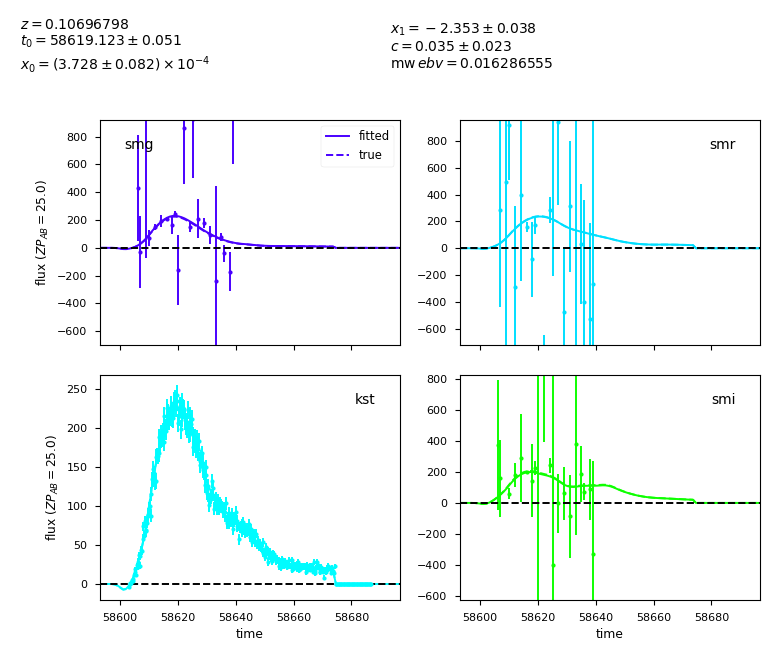 z = 0.10696798
t₀ = 58619.123 ± 0.051
x₀ = (3.728 ± 0.082) × 10⁻⁴
x₁ = −2.353 ± 0.038
c = 0.035 ± 0.023
mw ebv = 0.016286555
smg
fitted
true
800
600
400
200
0
−200
−400
−600
flux (ZP_AB = 25.0)
smr
800
600
400
200
0
−200
−400
−600
kst
250
200
150
100
50
0
flux (ZP_AB = 25.0)
58600 58620 58640 58660 58680
time
smi
800
600
400
200
0
−200
−400
−600
58600 58620 58640 58660 58680
time